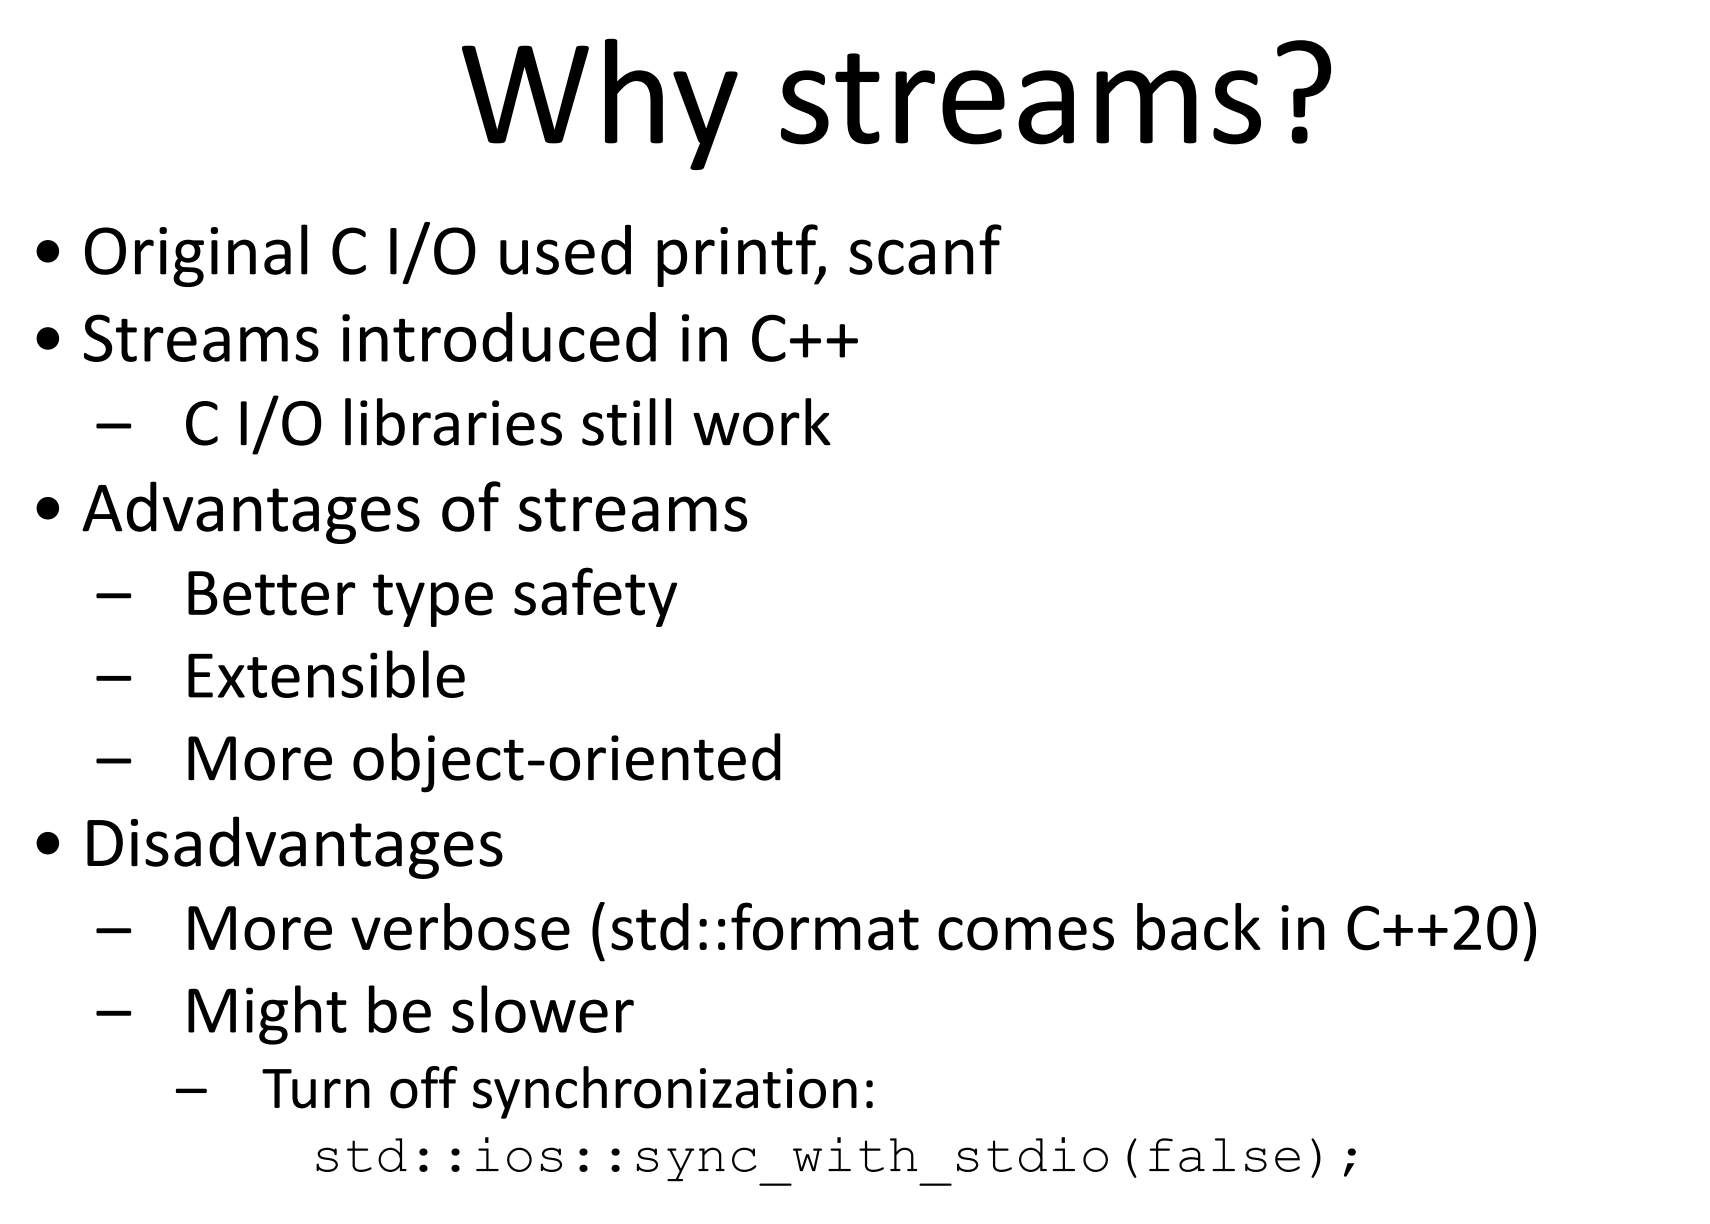 Why streams?
• Original C I/O used printf, scanf
• Streams introduced in C++
– C I/O libraries still work
• Advantages of streams
– Better type safety
– Extensible
– More object-oriented
• Disadvantages
– More verbose (std::format comes back in C++20)
– Might be slower
– Turn off synchronization:
std::ios::sync_with_stdio(false);